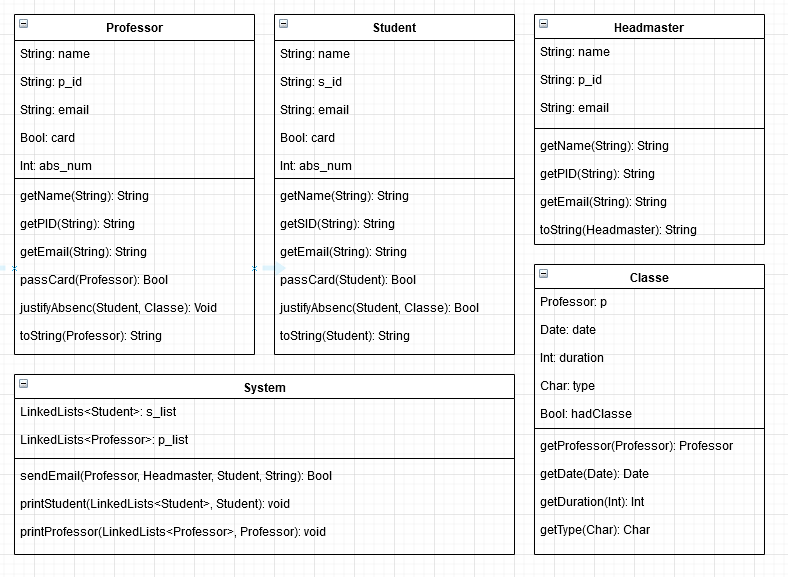 Professor
String: name
String: p_id
String: email
Bool: card
Int: abs_num
getName(String): String
getPID(String): String
getEmail(String): String
passCard(Professor): Bool
justifyAbsenc(Student, Classe): Void
toString(Professor): String
Student
String: name
String: s_id
String: email
Bool: card
Int: abs_num
getName(String): String
getSID(String): String
getEmail(String): String
passCard(Student): Bool
justifyAbsenc(Student, Classe): Bool
toString(Student): String
Headmaster
String: name
String: p_id
String: email
getName(String): String
getPID(String): String
getEmail(String): String
toString(Headmaster): String
System
LinkedLists<Student>: s_list
LinkedLists<Professor>: p_list
sendEmail(Professor, Headmaster, Student, String): Bool
printStudent(LinkedLists<Student>, Student): void
printProfessor(LinkedLists<Professor>, Professor): void
Classe
Professor: p
Date: date
Int: duration
Char: type
Bool: hadClasse
getProfessor(Professor): Professor
getDate(Date): Date
getDuration(Int): Int
getType(Char): Char